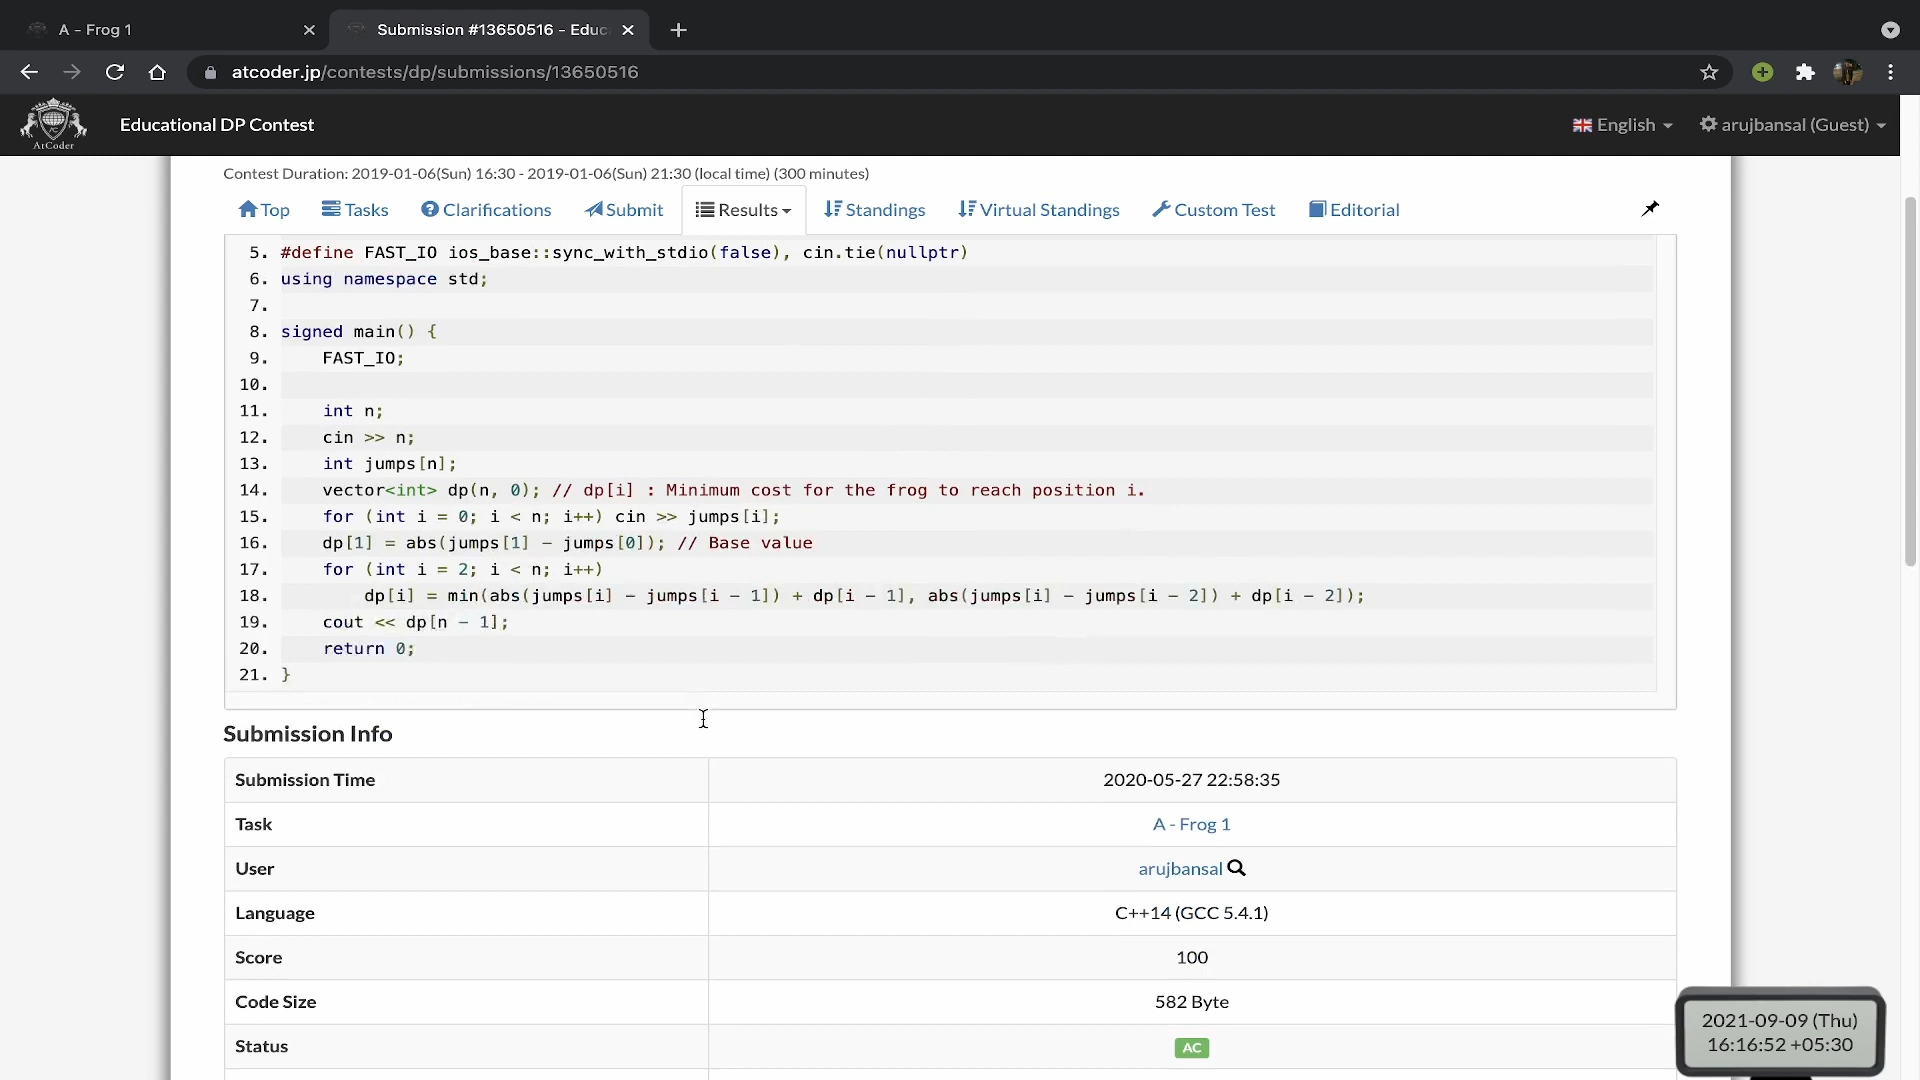 A - Frog 1
Submission #13650516 - Educ
atcoder.jp/contests/dp/submissions/13650516
AtCoder
Educational DP Contest
English
arujbansal (Guest)
Contest Duration: 2019-01-06(Sun) 16:30 - 2019-01-06(Sun) 21:30 (local time) (300 minutes)
Top
Tasks
Clarifications
Submit
Results
Standings
Virtual Standings
Custom Test
Editorial
5. #define FAST_IO ios_base::sync_with_stdio(false), cin.tie(nullptr)
6. using namespace std;
7.
8. signed main() {
9.     FAST_IO;
10.
11.     int n;
12.     cin >> n;
13.     int jumps[n];
14.     vector<int> dp(n, 0); // dp[i] : Minimum cost for the frog to reach position i.
15.     for (int i = 0; i < n; i++) cin >> jumps[i];
16.     dp[1] = abs(jumps[1] - jumps[0]); // Base value
17.     for (int i = 2; i < n; i++)
18.         dp[i] = min(abs(jumps[i] - jumps[i - 1]) + dp[i - 1], abs(jumps[i] - jumps[i - 2]) + dp[i - 2]);
19.     cout << dp[n - 1];
20.     return 0;
21. }
Submission Info
Submission Time 2020-05-27 22:58:35
Task A - Frog 1
User arujbansal
Language C++14 (GCC 5.4.1)
Score 100
Code Size 582 Byte
Status AC
2021-09-09 (Thu)
16:16:52 +05:30